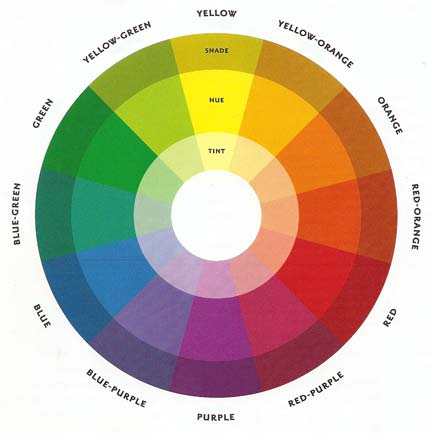 YELLOW
YELLOW-ORANGE
ORANGE
RED-ORANGE
RED
RED-PURPLE
PURPLE
BLUE-PURPLE
BLUE
BLUE-GREEN
GREEN
YELLOW-GREEN
SHADE
HUE
TINT